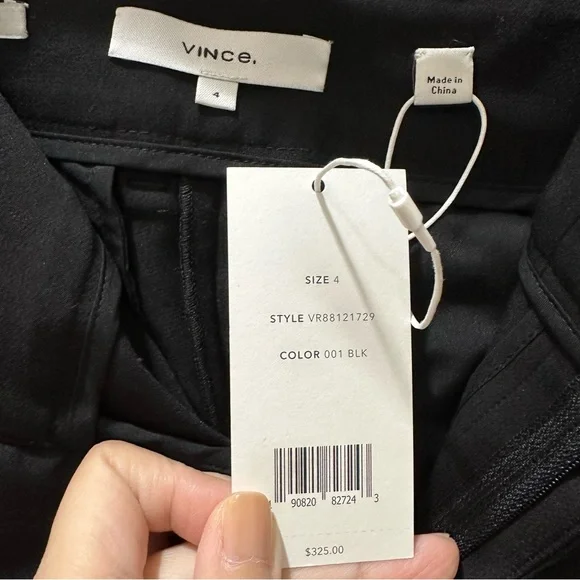 VINCE.
4
Made in
China
SIZE 4
STYLE VR88121729
COLOR 001 BLK
90820 82724 3
$325.00